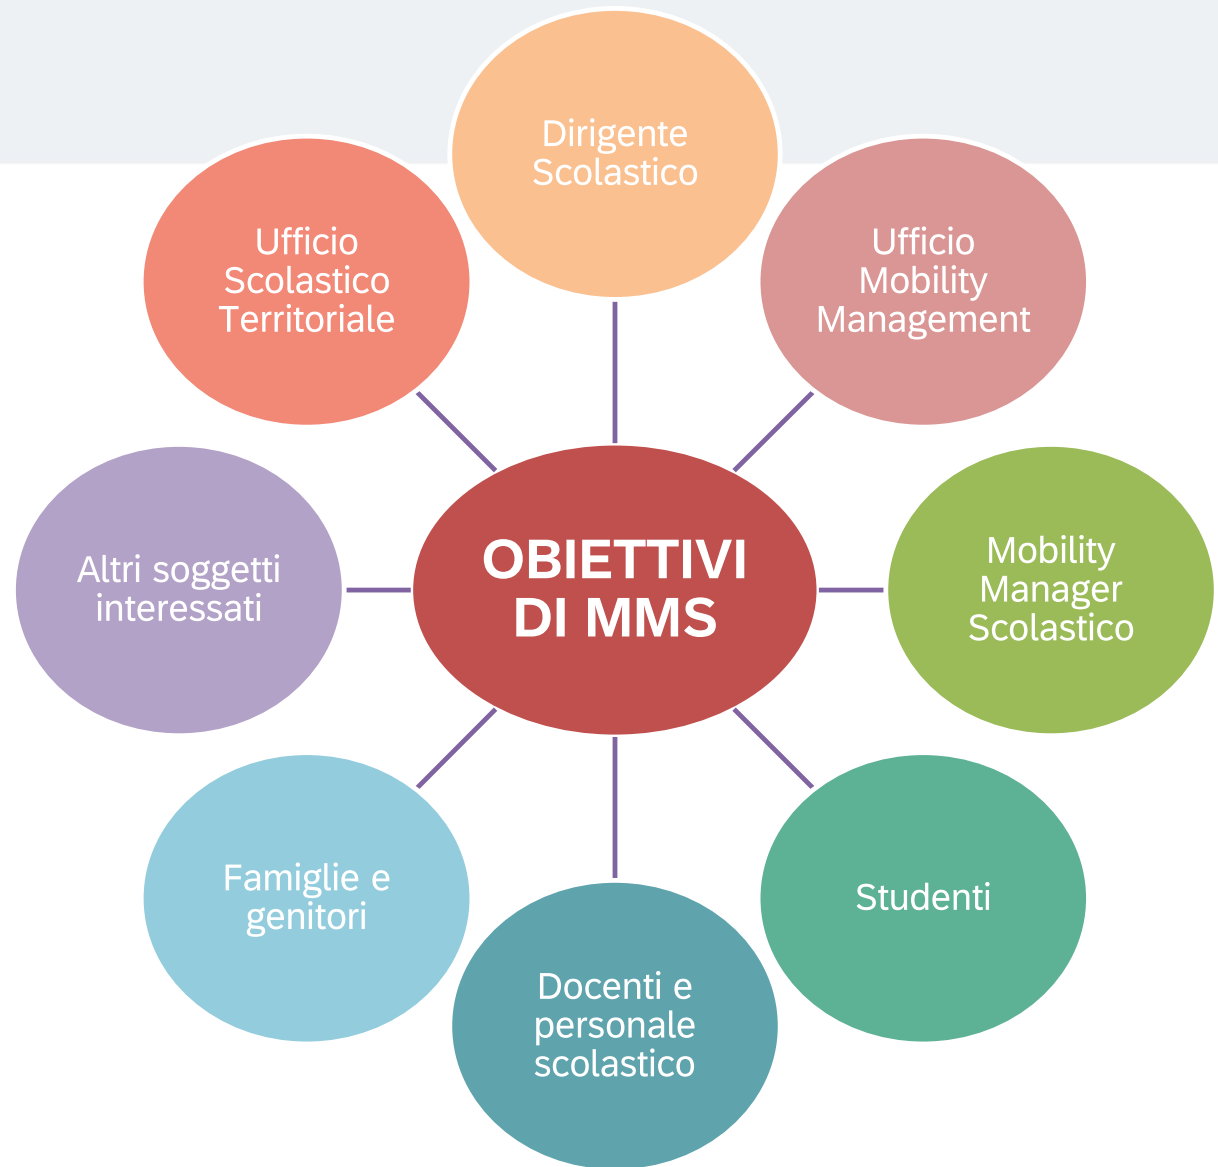 Dirigente
Scolastico
Ufficio
Mobility
Management
Mobility
Manager
Scolastico
Studenti
Docenti e
personale
scolastico
Famiglie e
genitori
Altri soggetti
interessati
Ufficio
Scolastico
Territoriale
OBIETTIVI
DI MMS